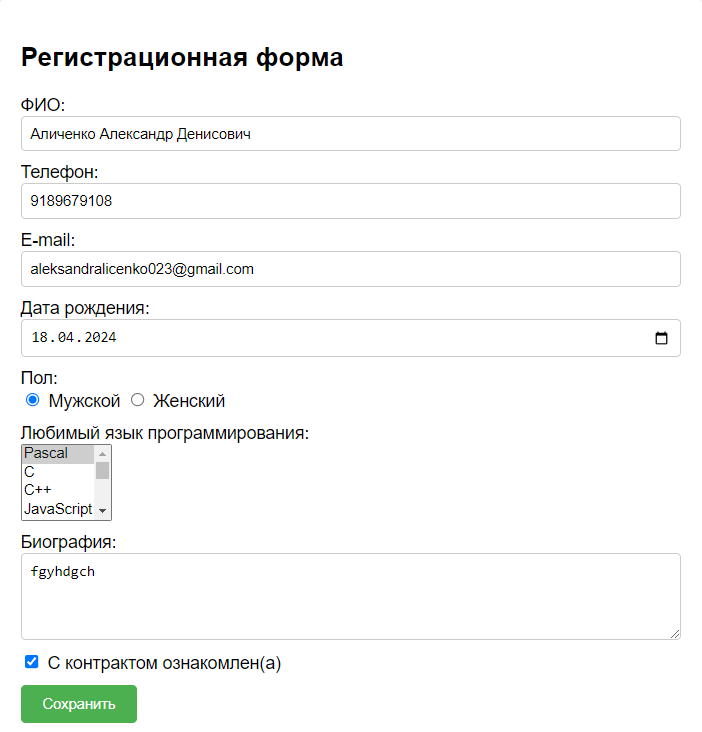 Регистрационная форма
ФИО:
Аличенко Александр Денисович
Телефон:
9189679108
E-mail:
aleksandralicenko023@gmail.com
Дата рождения:
18.04.2024
Пол:
Мужской Женский
Любимый язык программирования:
Pascal
C
C++
JavaScript
Биография:
fgyhdgch
С контрактом ознакомлен(а)
Сохранить